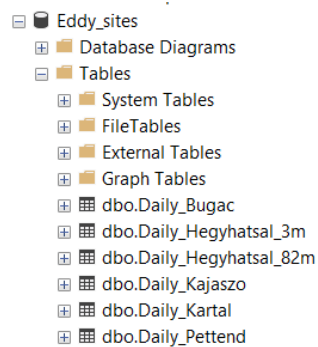 Eddy_sites
Database Diagrams
Tables
System Tables
FileTables
External Tables
Graph Tables
dbo.Daily_Bugac
dbo.Daily_Hegyhatsal_3m
dbo.Daily_Hegyhatsal_82m
dbo.Daily_Kajaszo
dbo.Daily_Kartal
dbo.Daily_Pettend